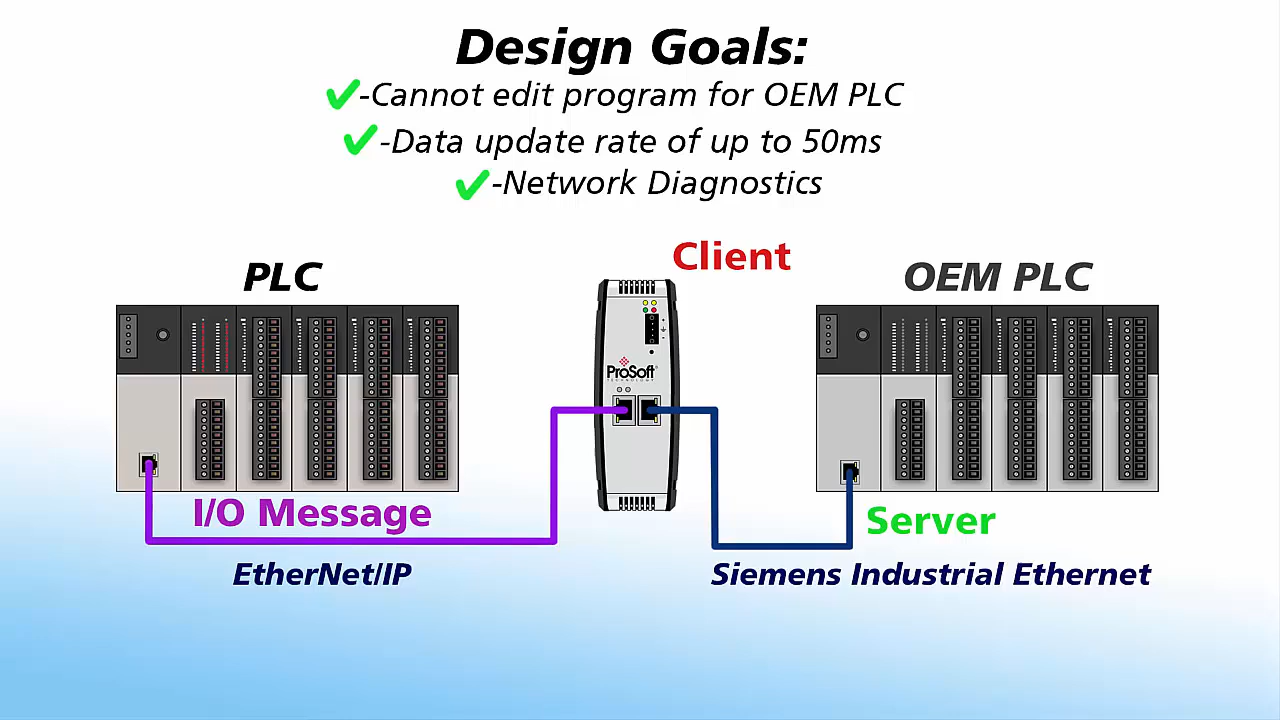 Design Goals:
✔-Cannot edit program for OEM PLC
✔-Data update rate of up to 50ms
✔-Network Diagnostics
Client
PLC
OEM PLC
ProSoft
TECHNOLOGY
I/O Message
Server
EtherNet/IP
Siemens Industrial Ethernet